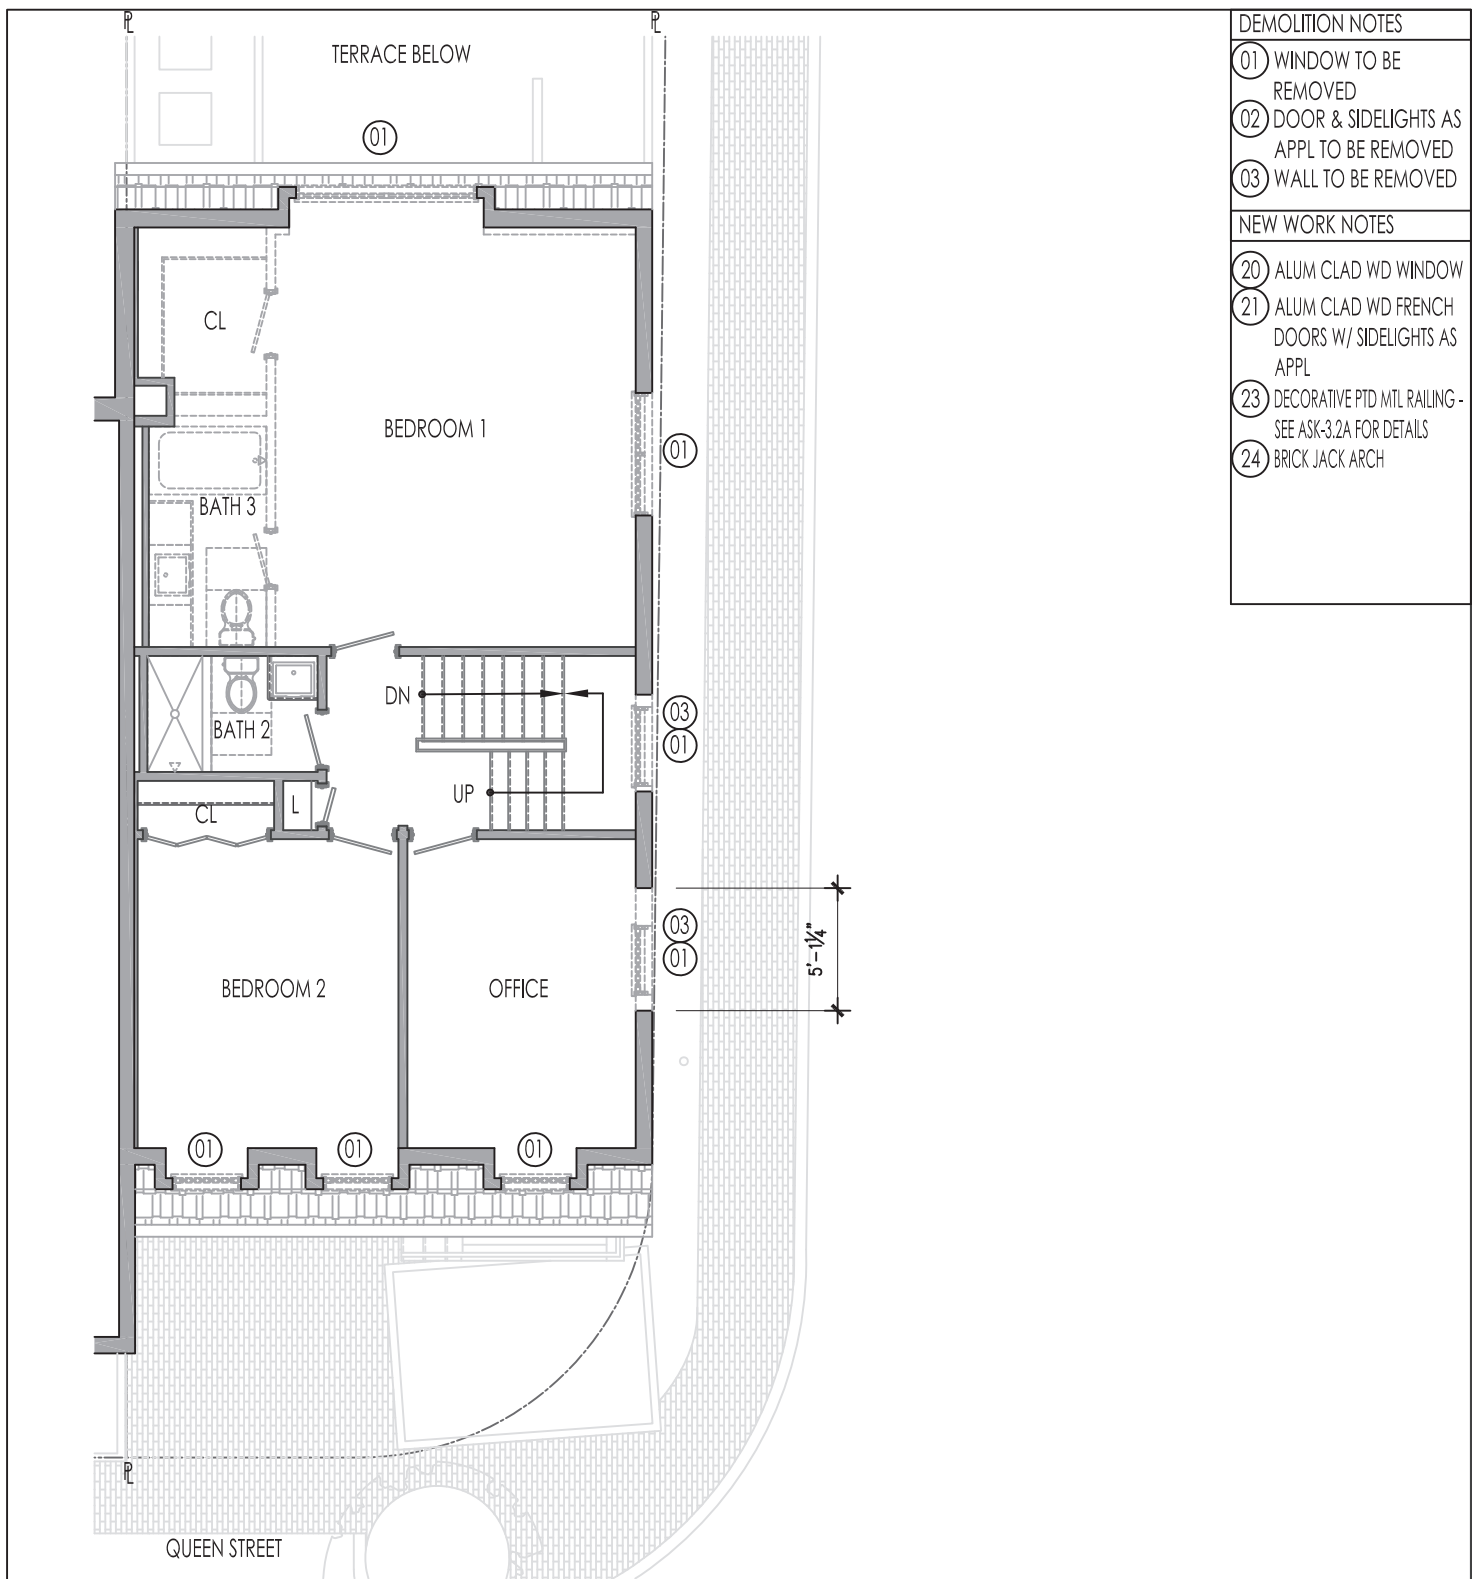 PL
PL
TERRACE BELOW
01
CL
BEDROOM 1
01
BATH 3
DN
03
01
BATH 2
UP
CL
L
03
01
5'-1¼"
BEDROOM 2
OFFICE
01
01
01
PL
QUEEN STREET
DEMOLITION NOTES
01 WINDOW TO BE
REMOVED
02 DOOR & SIDELIGHTS AS
APPL TO BE REMOVED
03 WALL TO BE REMOVED
NEW WORK NOTES
20 ALUM CLAD WD WINDOW
21 ALUM CLAD WD FRENCH
DOORS W/ SIDELIGHTS AS
APPL
23 DECORATIVE PTD MTL RAILING -
SEE ASK-3.2A FOR DETAILS
24 BRICK JACK ARCH